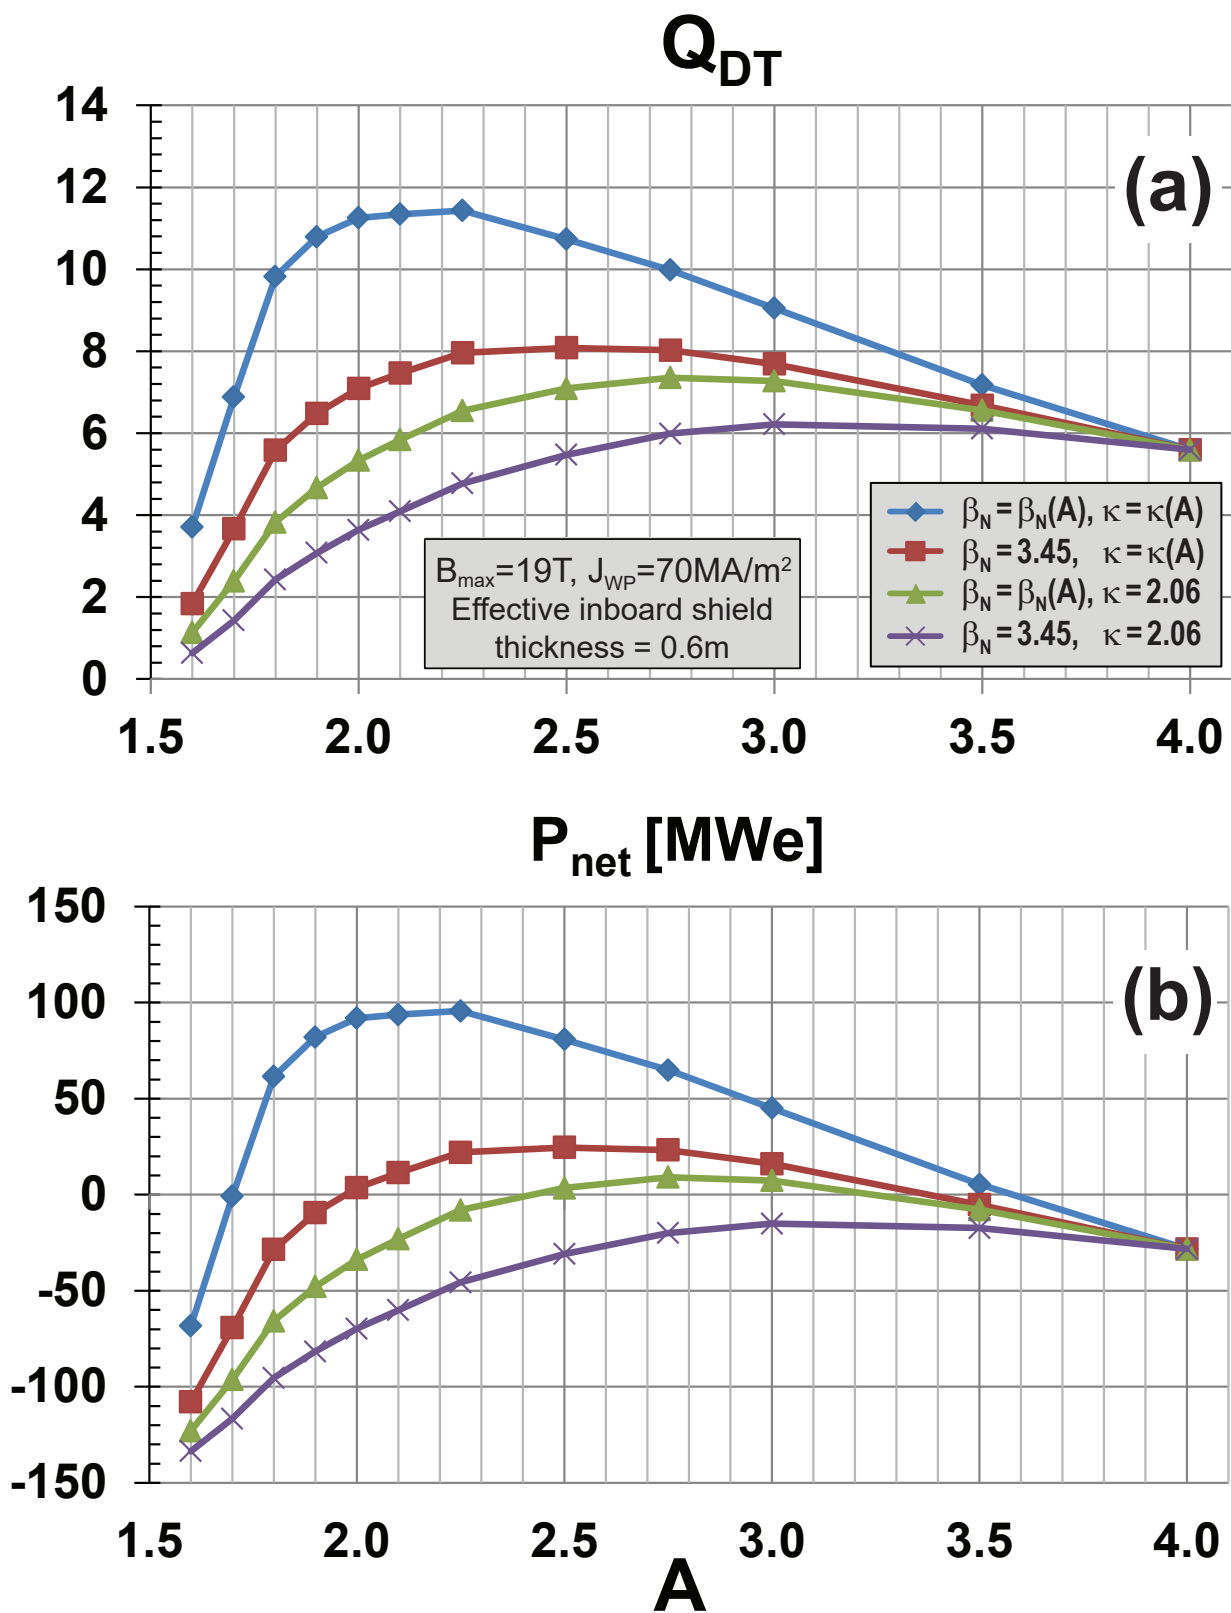 Q_DT
14
12
10
8
6
4
2
0
(a)
β_N = β_N(A), κ = κ(A)
β_N = 3.45, κ = κ(A)
β_N = β_N(A), κ = 2.06
β_N = 3.45, κ = 2.06
B_max=19T, J_WP=70MA/m²
Effective inboard shield
thickness = 0.6m
1.5 2.0 2.5 3.0 3.5 4.0
P_net [MWe]
150
100
50
0
-50
-100
-150
(b)
1.5 2.0 2.5 3.0 3.5 4.0
A